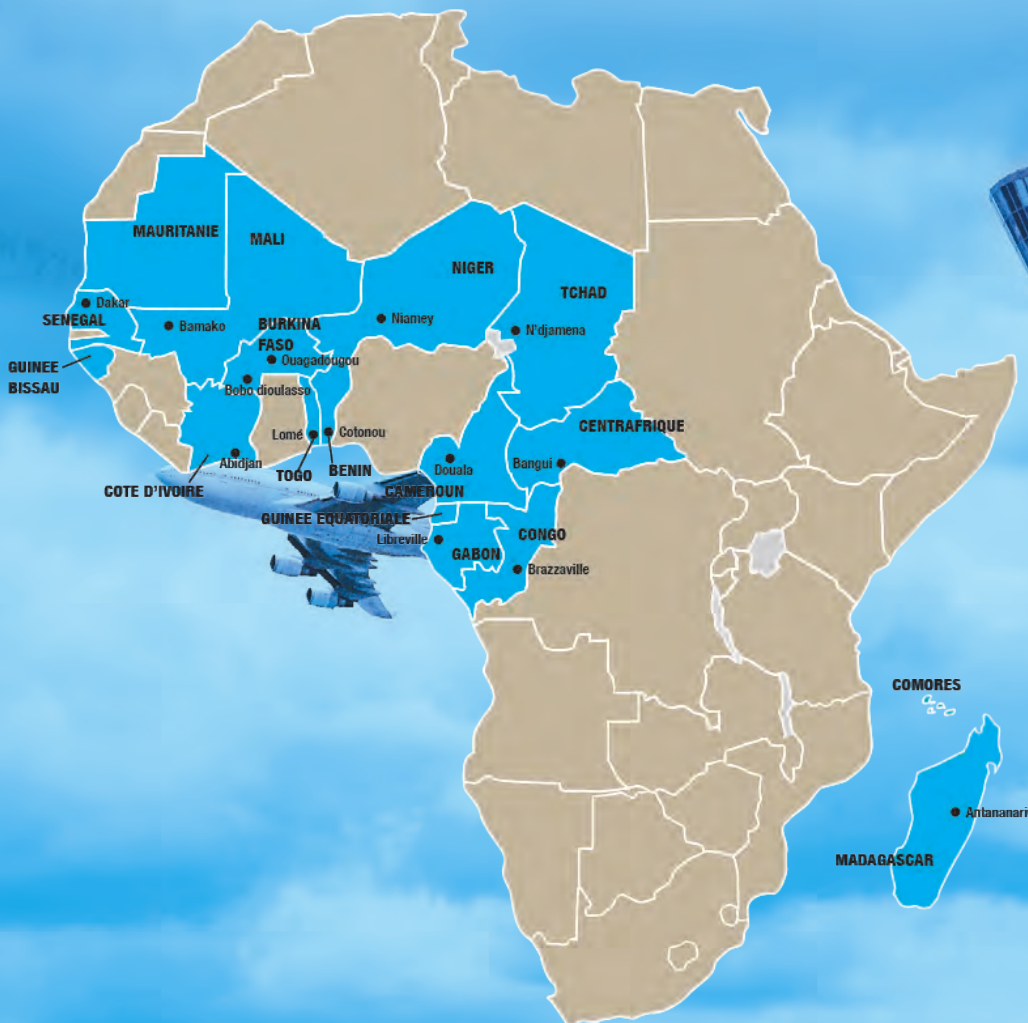 MAURITANIE
MALI
NIGER
TCHAD
Dakar
SENEGAL
Bamako
BURKINA
FASO
Niamey
N'djamena
GUINEE
BISSAU
Ouagadougou
Bobo dioulasso
CENTRAFRIQUE
Lomé
Cotonou
Abidjan
TOGO
BENIN
Douala
Bangui
COTE D'IVOIRE
CAMEROUN
GUINEE EQUATORIALE
Libreville
GABON
CONGO
Brazzaville
COMORES
Antananari
MADAGASCAR